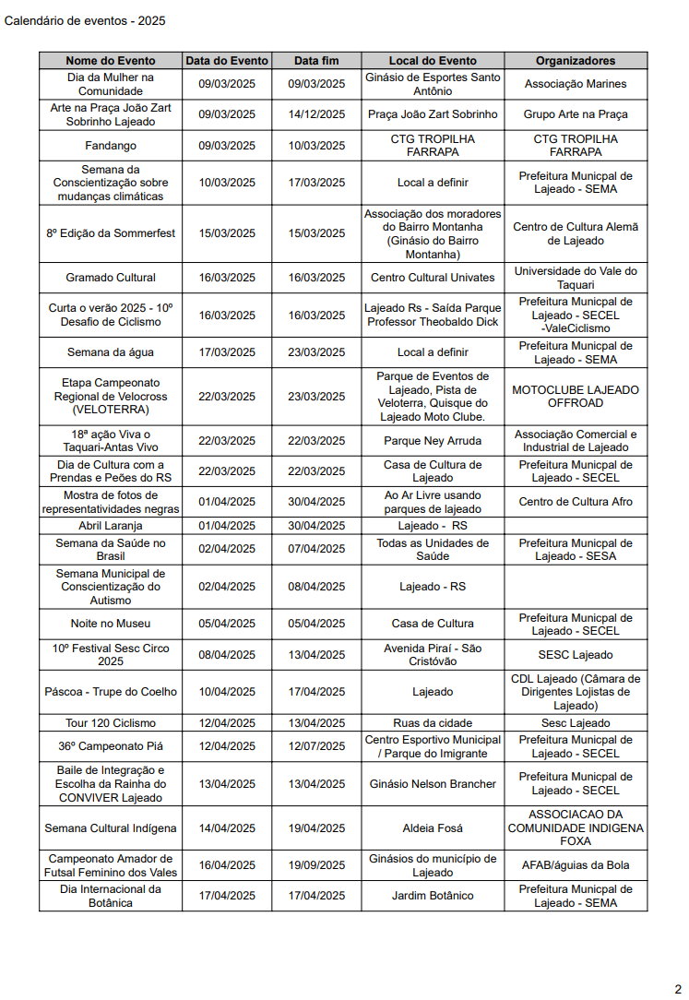 Calendário de eventos - 2025
Nome do Evento Data do Evento Data fim Local do Evento Organizadores
Dia da Mulher na
Comunidade 09/03/2025 09/03/2025 Ginásio de Esportes Santo
Antônio Associação Marines
Arte na Praça João Zart
Sobrinho Lajeado 09/03/2025 14/12/2025 Praça João Zart Sobrinho Grupo Arte na Praça
Fandango 09/03/2025 10/03/2025 CTG TROPILHA
FARRAPA CTG TROPILHA
FARRAPA
Semana da
Conscientização sobre
mudanças climáticas 10/03/2025 17/03/2025 Local a definir Prefeitura Municpal de
Lajeado - SEMA
8º Edição da Sommerfest 15/03/2025 15/03/2025 Associação dos moradores
do Bairro Montanha
(Ginásio do Bairro
Montanha) Centro de Cultura Alemã
de Lajeado
Gramado Cultural 16/03/2025 16/03/2025 Centro Cultural Univates Universidade do Vale do
Taquari
Curta o verão 2025 - 10º
Desafio de Ciclismo 16/03/2025 16/03/2025 Lajeado Rs - Saída Parque
Professor Theobaldo Dick Prefeitura Municpal de
Lajeado - SECEL
-ValeCiclismo
Semana da água 17/03/2025 23/03/2025 Local a definir Prefeitura Municpal de
Lajeado - SEMA
Etapa Campeonato
Regional de Velocross
(VELOTERRA) 22/03/2025 23/03/2025 Parque de Eventos de
Lajeado, Pista de
Veloterra, Quisque do
Lajeado Moto Clube. MOTOCLUBE LAJEADO
OFFROAD
18ª ação Viva o
Taquari-Antas Vivo 22/03/2025 22/03/2025 Parque Ney Arruda Associação Comercial e
Industrial de Lajeado
Dia de Cultura com a
Prendas e Peões do RS 22/03/2025 22/03/2025 Casa de Cultura de
Lajeado Prefeitura Municpal de
Lajeado - SECEL
Mostra de fotos de
representatividades negras 01/04/2025 30/04/2025 Ao Ar Livre usando
parques de lajeado Centro de Cultura Afro
Abril Laranja 01/04/2025 30/04/2025 Lajeado - RS
Semana da Saúde no
Brasil 02/04/2025 07/04/2025 Todas as Unidades de
Saúde Prefeitura Municpal de
Lajeado - SESA
Semana Municipal de
Conscientização do
Autismo 02/04/2025 08/04/2025 Lajeado - RS
Noite no Museu 05/04/2025 05/04/2025 Casa de Cultura Prefeitura Municpal de
Lajeado - SECEL
10º Festival Sesc Circo
2025 08/04/2025 13/04/2025 Avenida Piraí - São
Cristóvão SESC Lajeado
Páscoa - Trupe do Coelho 10/04/2025 17/04/2025 Lajeado CDL Lajeado (Câmara de
Dirigentes Lojistas de
Lajeado)
Tour 120 Ciclismo 12/04/2025 13/04/2025 Ruas da cidade Sesc Lajeado
36º Campeonato Piá 12/04/2025 12/07/2025 Centro Esportivo Municipal
/ Parque do Imigrante Prefeitura Municpal de
Lajeado - SECEL
Baile de Integração e
Escolha da Rainha do
CONVIVER Lajeado 13/04/2025 13/04/2025 Ginásio Nelson Brancher Prefeitura Municpal de
Lajeado - SECEL
Semana Cultural Indígena 14/04/2025 19/04/2025 Aldeia Fosá ASSOCIACAO DA
COMUNIDADE INDIGENA
FOXA
Campeonato Amador de
Futsal Feminino dos Vales 16/04/2025 19/09/2025 Ginásios do município de
Lajeado AFAB/águias da Bola
Dia Internacional da
Botânica 17/04/2025 17/04/2025 Jardim Botânico Prefeitura Municpal de
Lajeado - SEMA
2